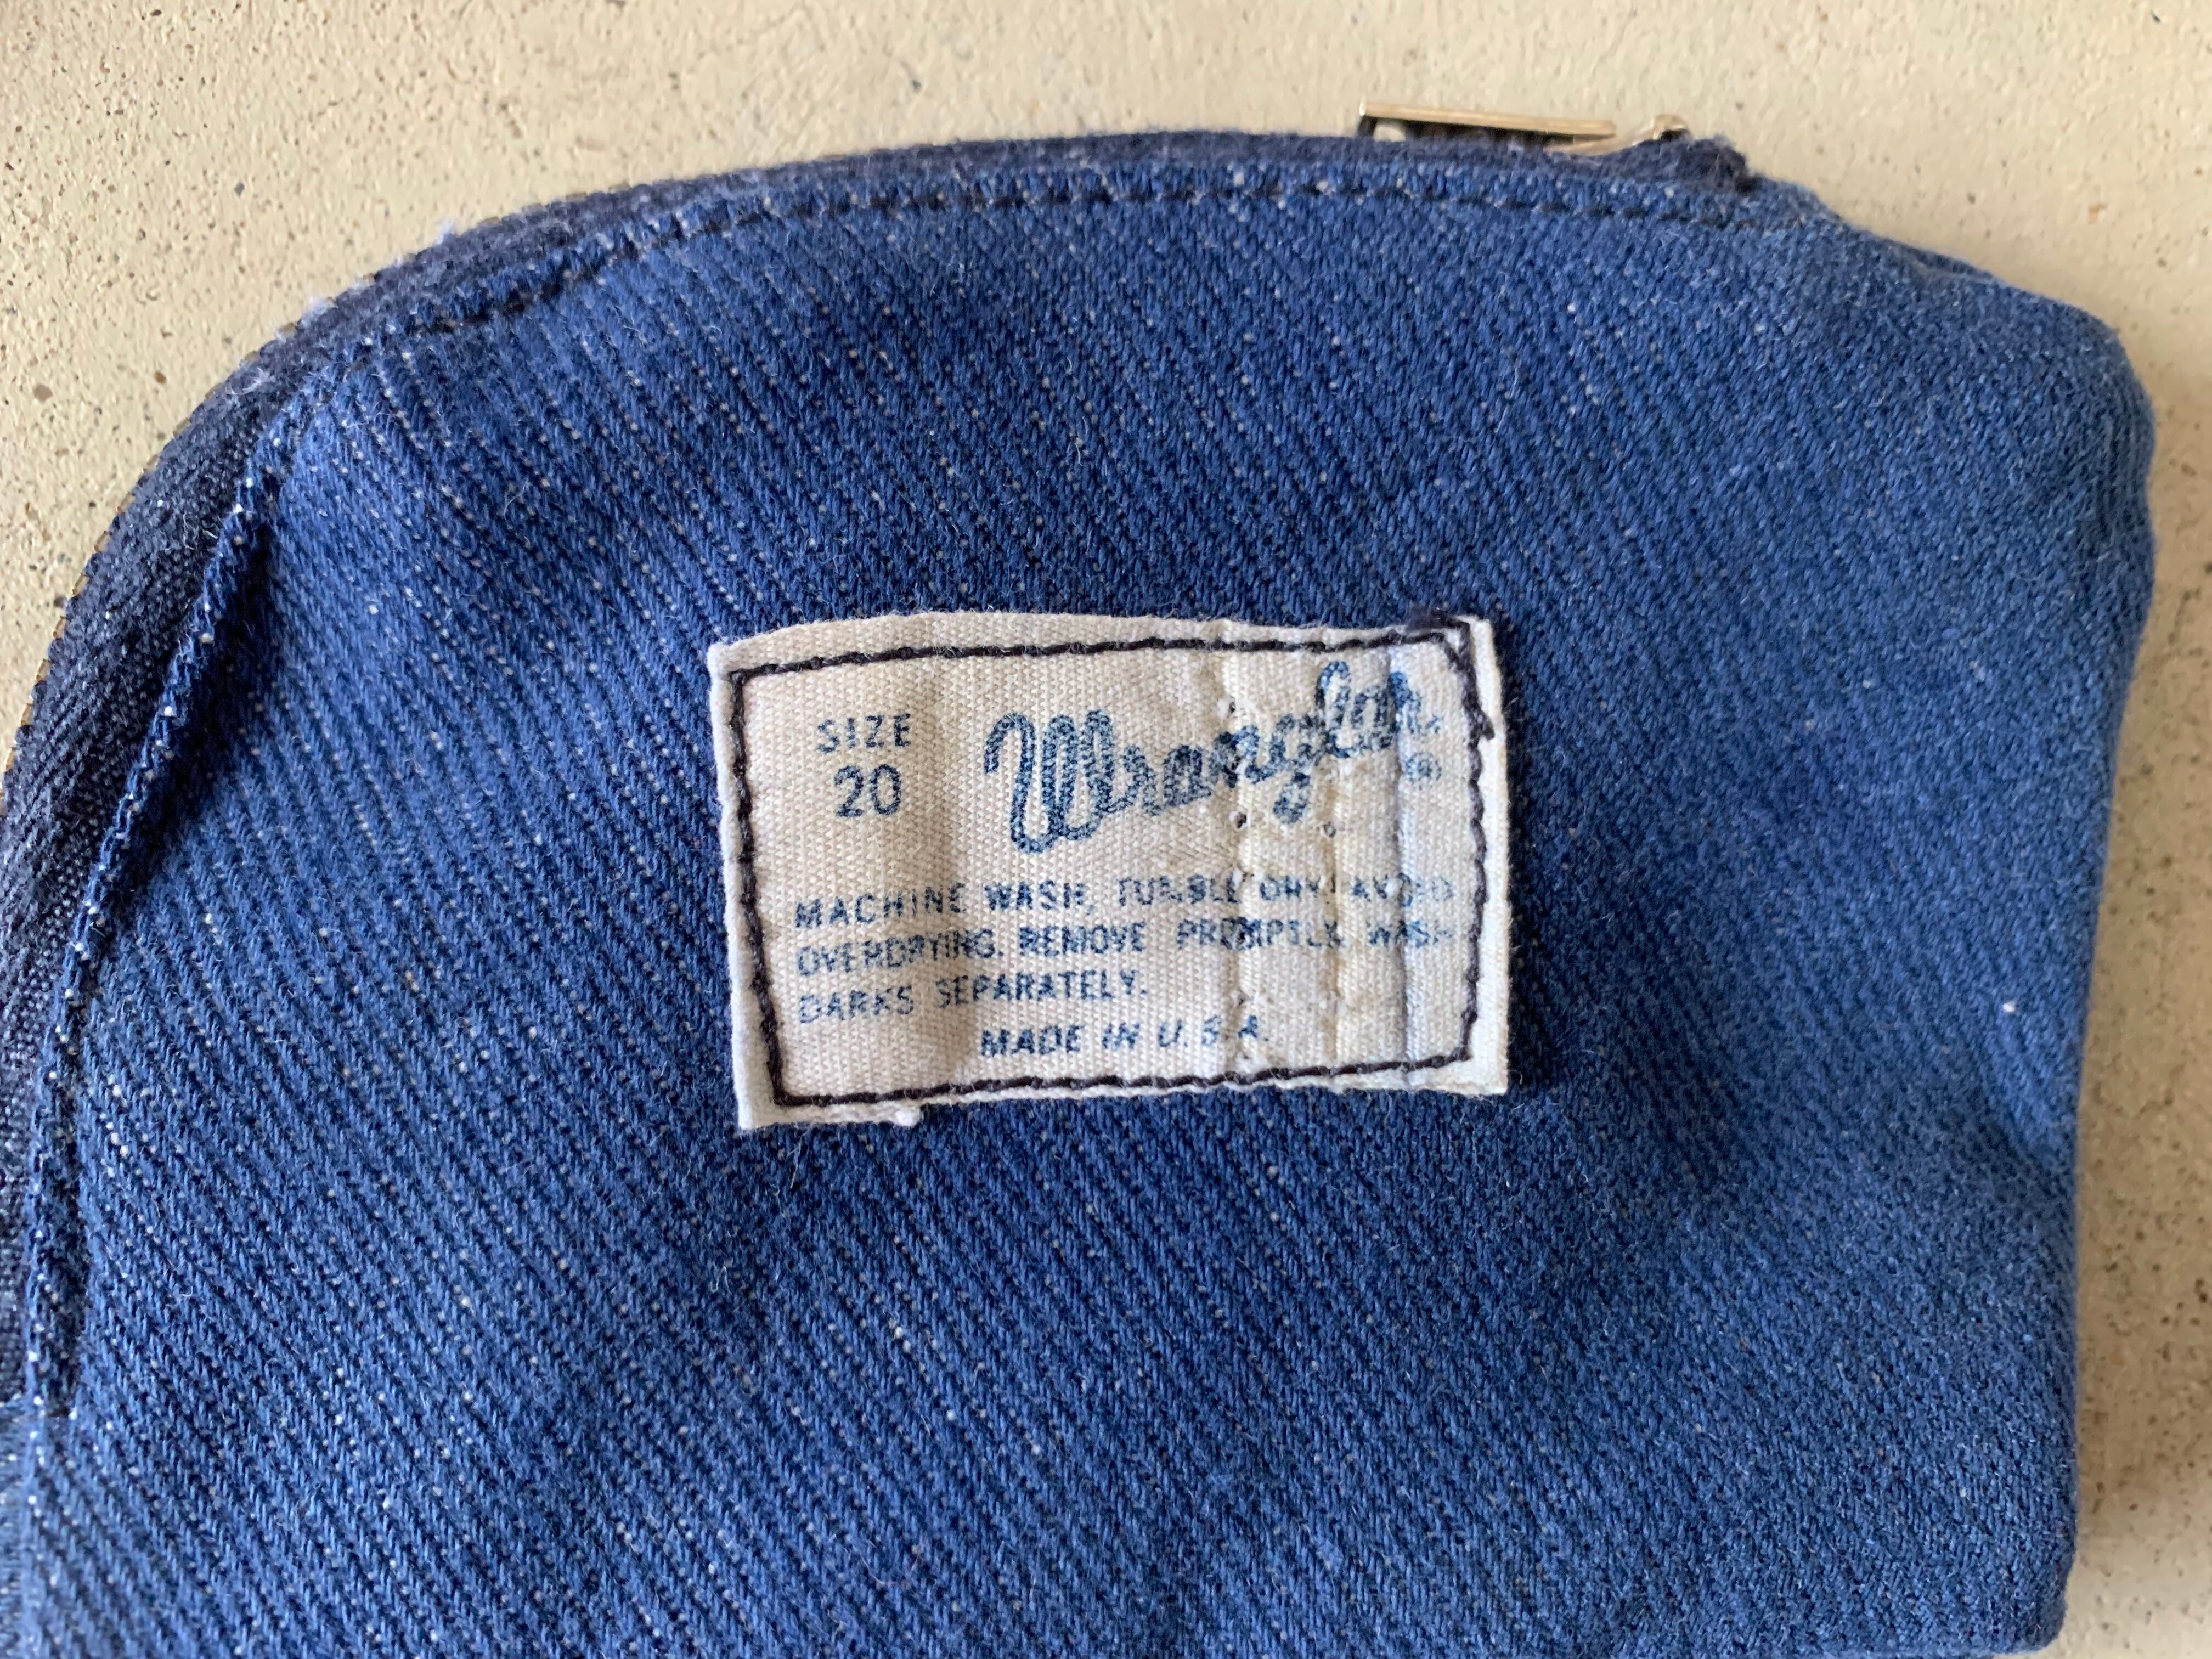 SIZE
20
Wrangler®
MACHINE WASH, TUMBLE DRY. AVOID
OVERDRYING. REMOVE PROMPTLY. WASH
DARKS SEPARATELY.
MADE IN U.S.A.